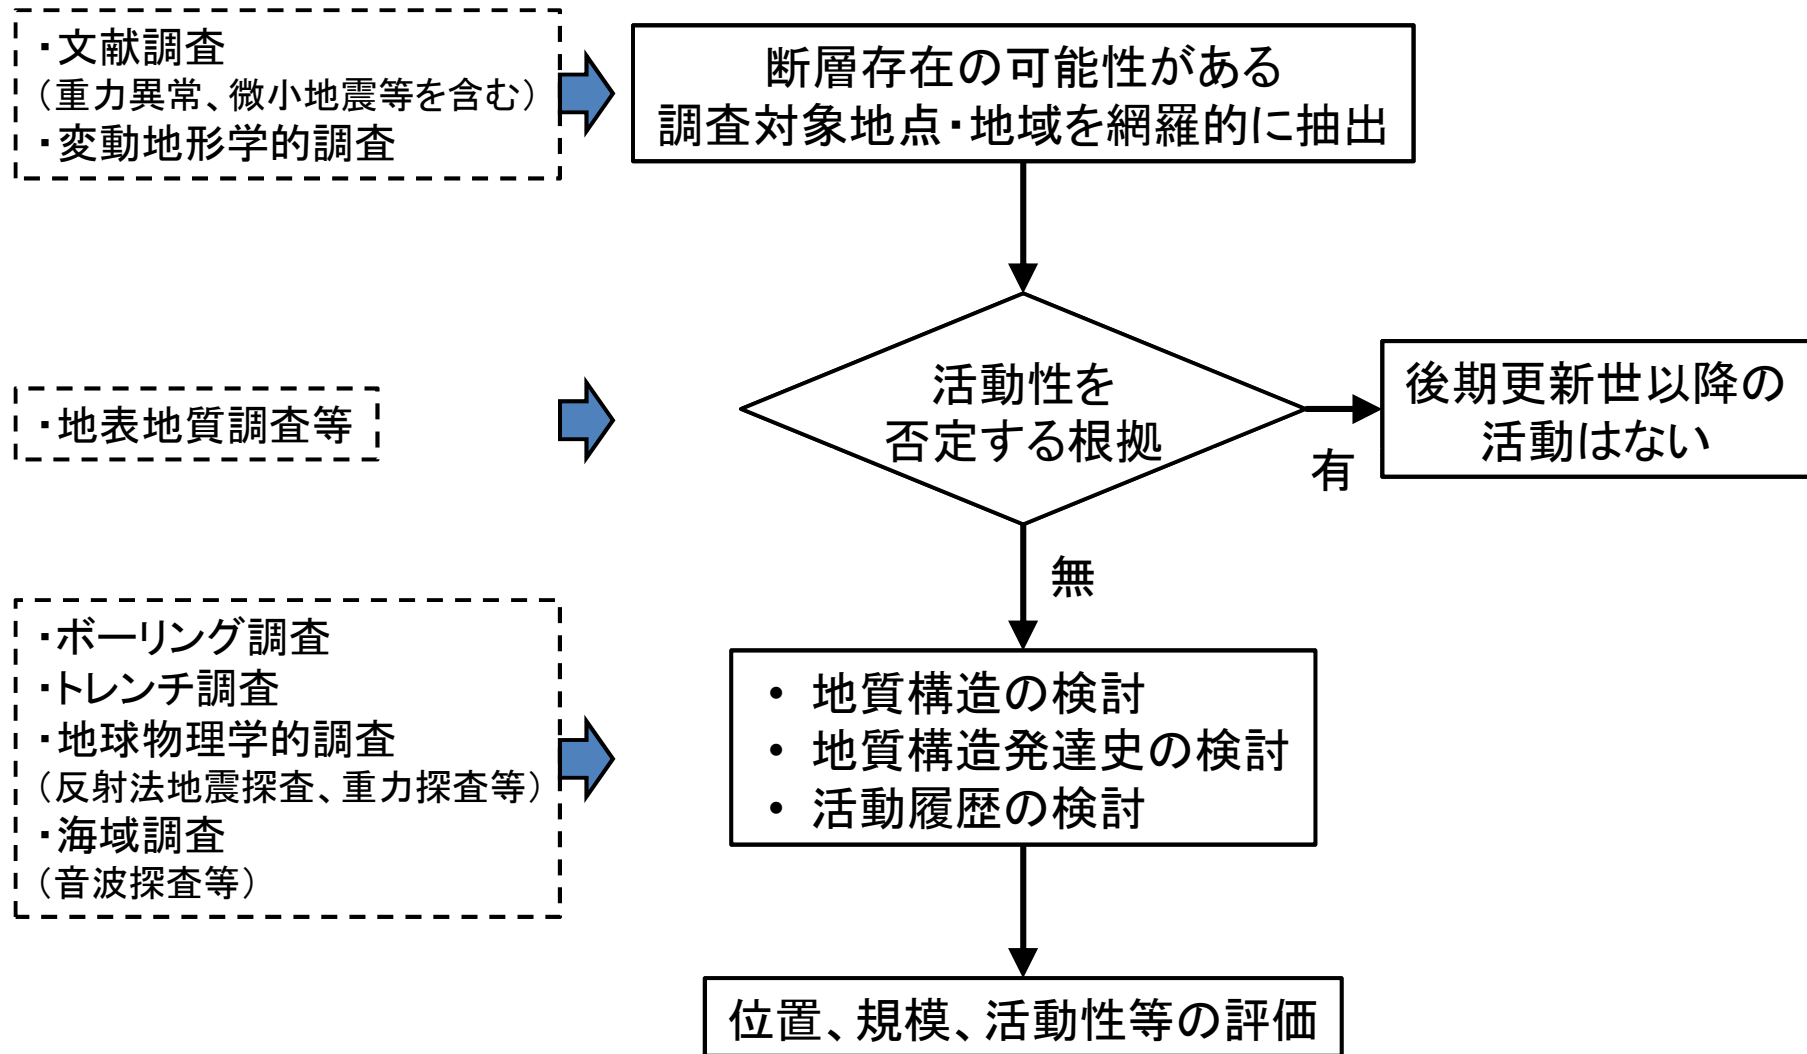 ・文献調査
（重力異常、微小地震等を含む）
・変動地形学的調査
断層存在の可能性がある
調査対象地点・地域を網羅的に抽出
・地表地質調査等
活動性を
否定する根拠
有
後期更新世以降の
活動はない
無
・ボーリング調査
・トレンチ調査
・地球物理学的調査
（反射法地震探査、重力探査等）
・海域調査
（音波探査等）
• 地質構造の検討
• 地質構造発達史の検討
• 活動履歴の検討
位置、規模、活動性等の評価